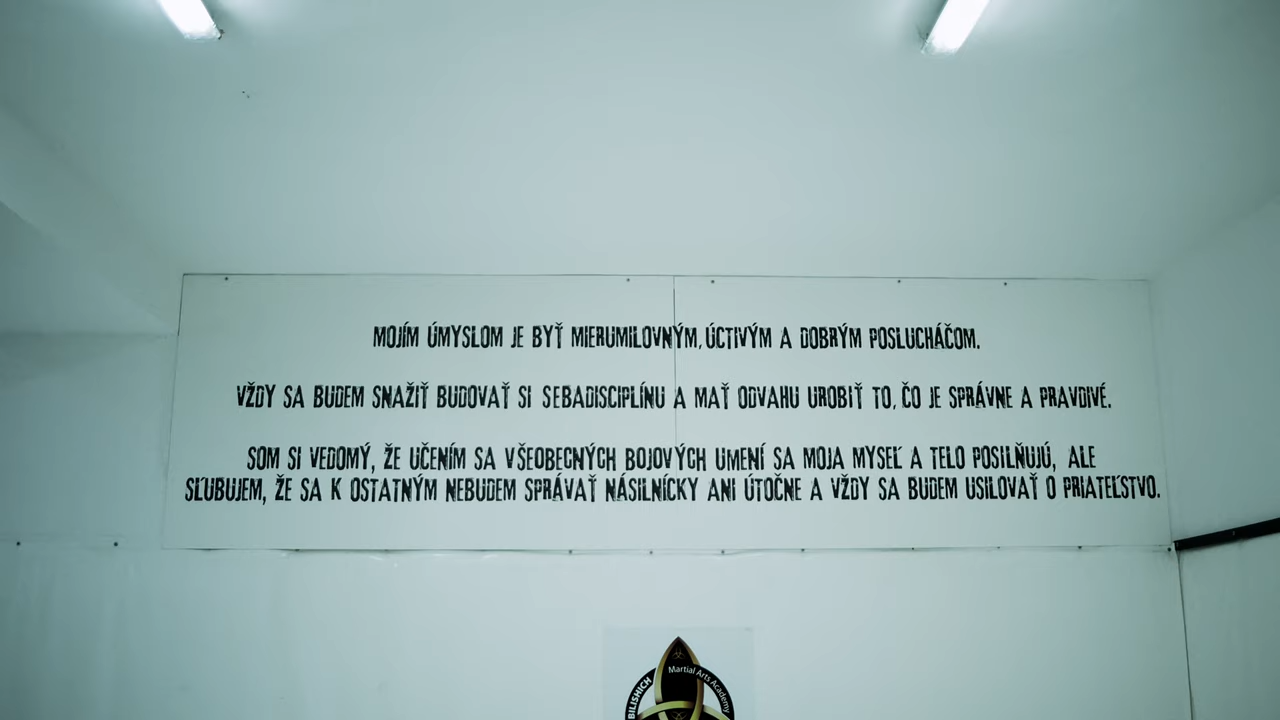 MOJÍM ÚMYSLOM JE BYŤ MIERUMILOVNÝM, ÚCTIVÝM A DOBRÝM POSLUCHÁČOM.
VŽDY SA BUDEM SNAŽIŤ BUDOVAŤ SI SEBADISCIPLÍNU A MAŤ ODVAHU UROBIŤ TO, ČO JE SPRÁVNE A PRAVDIVÉ.
SOM SI VEDOMÝ, ŽE UČENÍM SA VŠEOBECNÝCH BOJOVÝCH UMENÍ SA MOJA MYSEĽ A TELO POSILŇUJÚ, ALE
SĽUBUJEM, ŽE SA K OSTATNÝM NEBUDEM SPRÁVAŤ NÁSILNÍCKY ANI ÚTOČNE A VŽDY SA BUDEM USILOVAŤ O PRIATEĽSTVO.
BILISHICH Martial Arts Academy